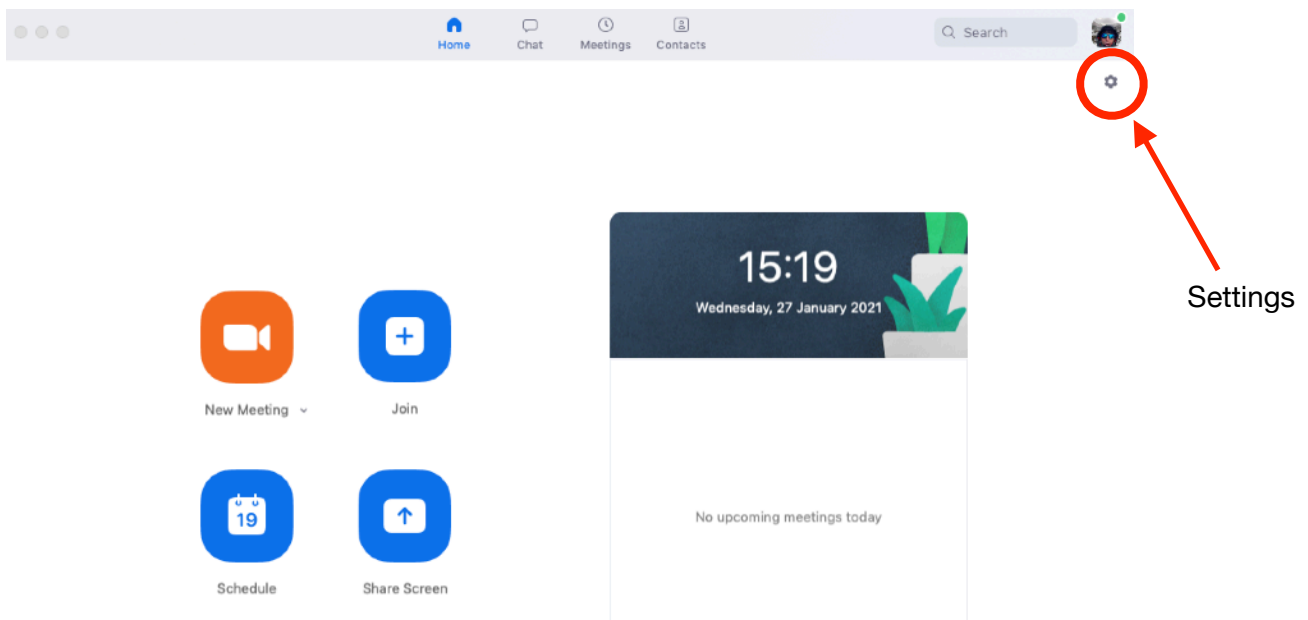 Home Chat Meetings Contacts Search
Settings
15:19
Wednesday, 27 January 2021
New Meeting Join
19
No upcoming meetings today
Schedule Share Screen